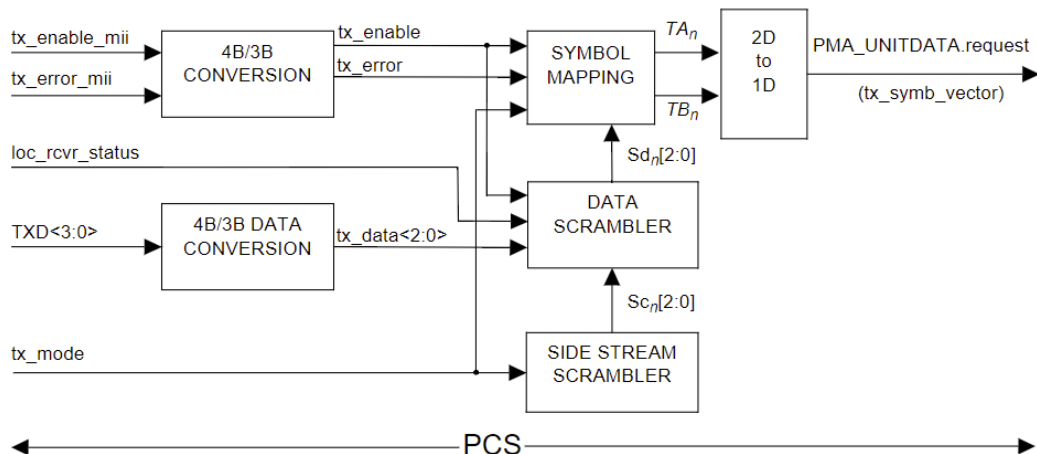 tx_enable_mii
tx_error_mii
4B/3B
CONVERSION
tx_enable
tx_error
SYMBOL
MAPPING
TAn
TBn
2D
to
1D
PMA_UNITDATA.request
(tx_symb_vector)
loc_rcvr_status
Sdn[2:0]
TXD<3:0>
4B/3B DATA
CONVERSION
tx_data<2:0>
DATA
SCRAMBLER
Scn[2:0]
tx_mode
SIDE STREAM
SCRAMBLER
PCS